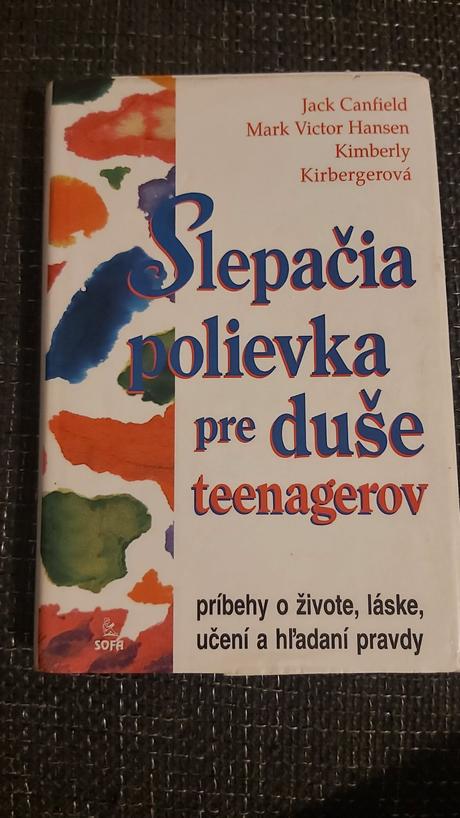 Jack Canfield
Mark Victor Hansen
Kimberly
Kirbergerová
Slepačia
polievka
pre duše
teenagerov
príbehy o živote, láske,
učení a hľadaní pravdy
SOFA